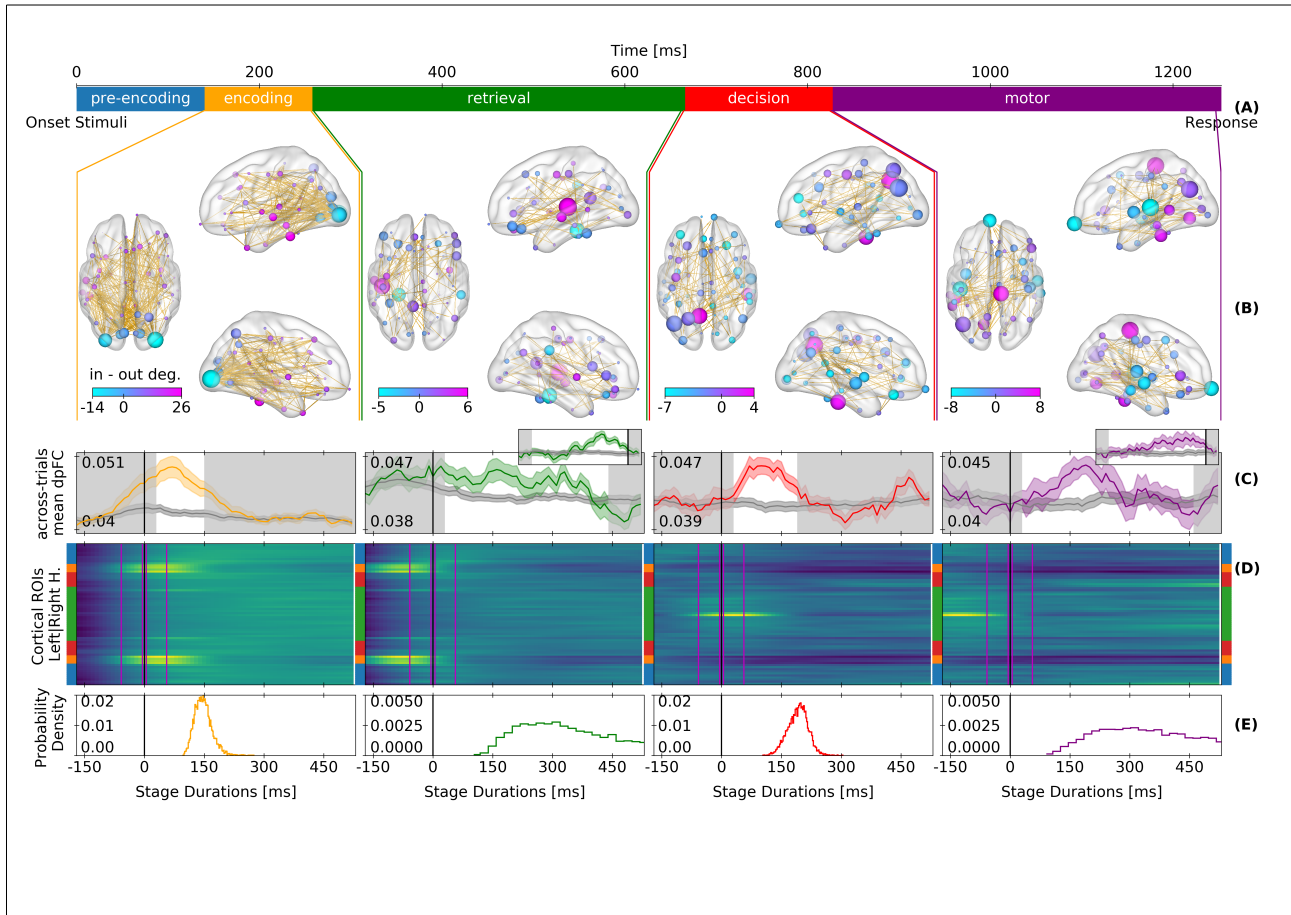 Time [ms]
0 200 400 600 800 1000 1200
pre-encoding encoding retrieval decision motor
(A)
Onset Stimuli Response
(B)
in - out deg.
-14 0 26 -5 0 6 -7 0 4 -8 0 8
across-trials
mean dpFC
0.051 0.047 0.047 0.045
0.04 0.038 0.039 0.04
(C)
Cortical ROIs
Left|Right H.
(D)
Probability
Density
0.02 0.0050 0.02 0.0050
0.01 0.0025 0.01 0.0025
0.00 0.0000 0.00 0.0000
(E)
-150 0 150 300 450 -150 0 150 300 450 -150 0 150 300 450 -150 0 150 300 450
Stage Durations [ms] Stage Durations [ms] Stage Durations [ms] Stage Durations [ms]